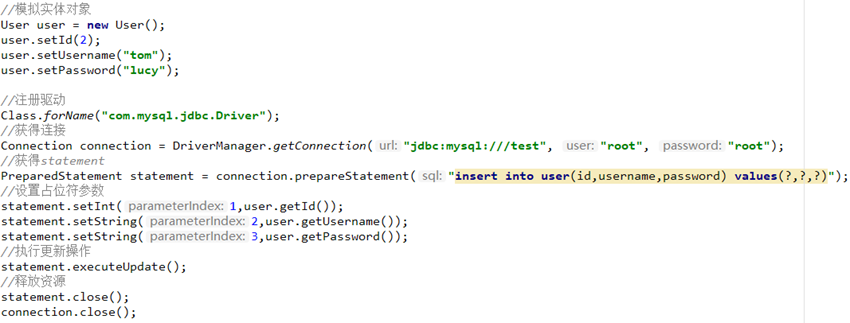 //模拟实体对象
User user = new User();
user.setId(2);
user.setUsername("tom");
user.setPassword("lucy");

//注册驱动
Class.forName("com.mysql.jdbc.Driver");
//获得连接
Connection connection = DriverManager.getConnection( url: "jdbc:mysql:///test", user: "root", password: "root");
//获得statement
PreparedStatement statement = connection.prepareStatement( sql: "insert into user(id,username,password) values(?,?,?)");
//设置占位符参数
statement.setInt( parameterIndex: 1,user.getId());
statement.setString( parameterIndex: 2,user.getUsername());
statement.setString( parameterIndex: 3,user.getPassword());
//执行更新操作
statement.executeUpdate();
//释放资源
statement.close();
connection.close();